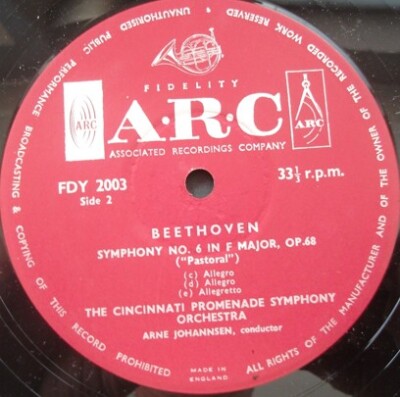 ALL RIGHTS OF THE MANUFACTURER AND OF THE OWNER OF THE RECORDED WORK RESERVED • UNAUTHORISED PUBLIC PERFORMANCE BROADCASTING & COPYING OF THIS RECORD PROHIBITED
FIDELITY
A·R·C
ARC
ARC
ASSOCIATED RECORDINGS COMPANY
FDY 2003
Side 2
33⅓ r.p.m.
BEETHOVEN
SYMPHONY NO. 6 IN F MAJOR, OP.68
("Pastoral")
(c) Allegro
(d) Allegro
(e) Allegretto
THE CINCINNATI PROMENADE SYMPHONY
ORCHESTRA
ARNE JOHANNSEN, conductor
MADE IN
ENGLAND